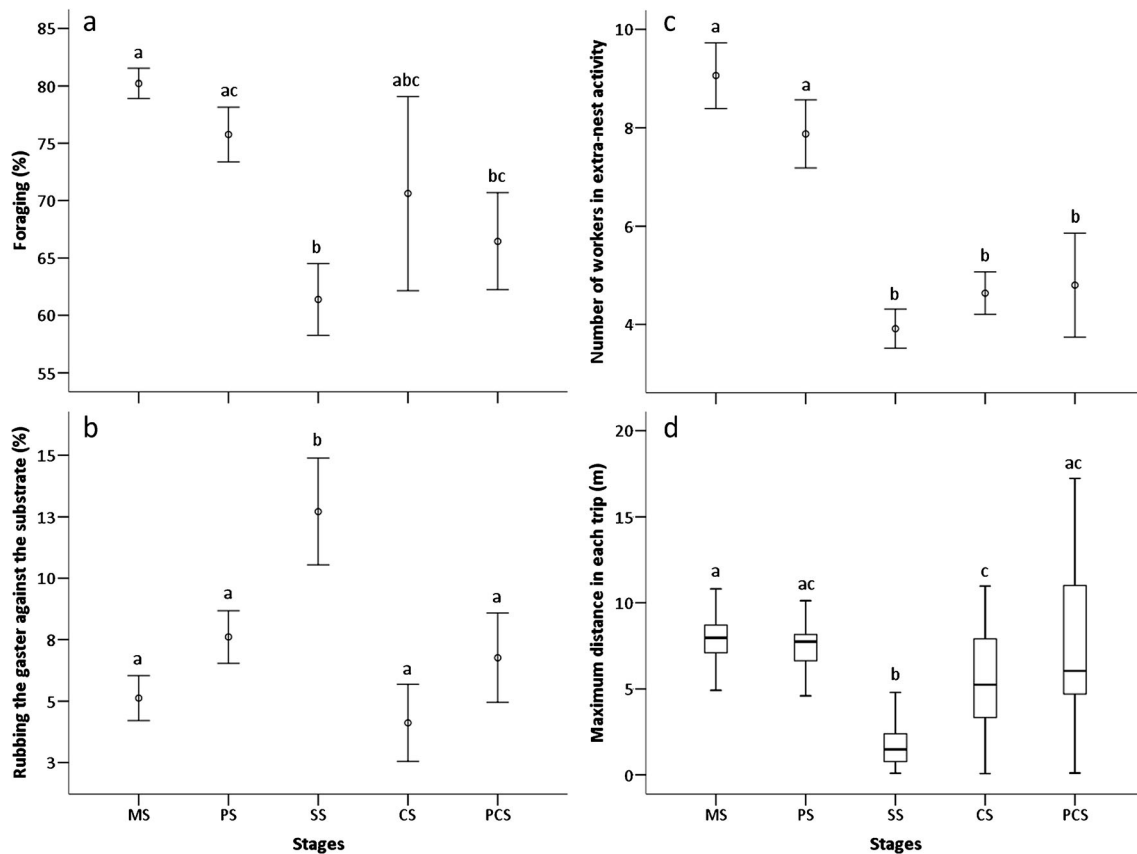 a
Foraging (%)
85
80
75
70
65
60
55
a
ac
b
abc
bc
b
Rubbing the gaster against the substrate (%)
15
13
10
8
5
3
a
a
b
a
a
MS PS SS CS PCS
Stages
c
Number of workers in extra-nest activity
10
8
6
4
a
a
b
b
b
d
Maximum distance in each trip (m)
20
15
10
5
0
a
ac
b
c
ac
MS PS SS CS PCS
Stages